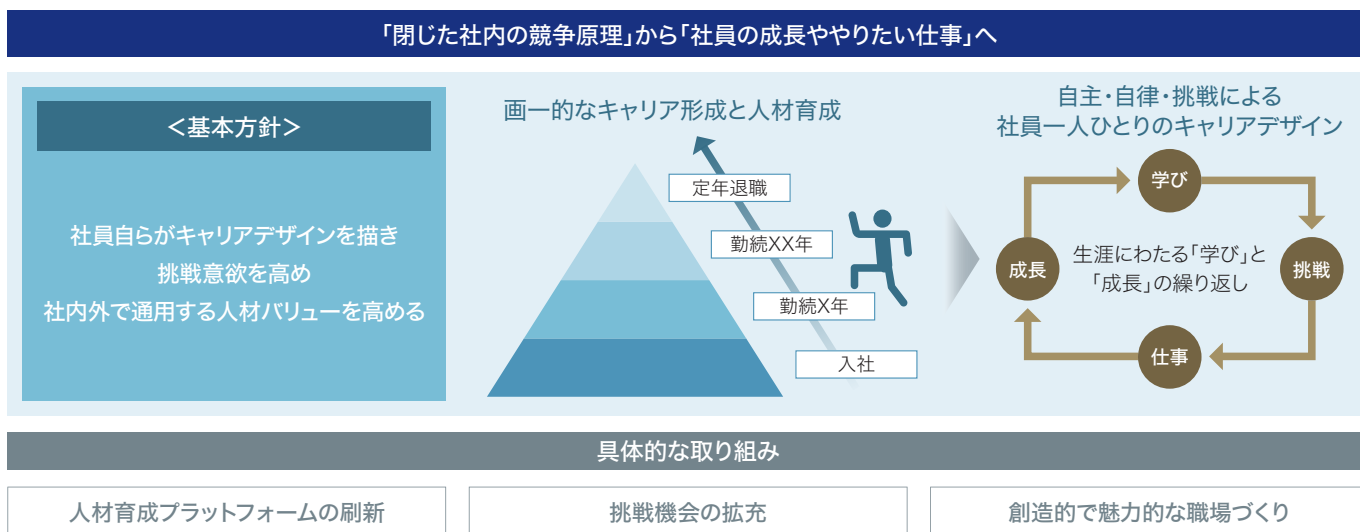 「閉じた社内の競争原理」から「社員の成長ややりたい仕事」へ
＜基本方針＞
社員自らがキャリアデザインを描き
挑戦意欲を高め
社内外で通用する人材バリューを高める
画一的なキャリア形成と人材育成
定年退職
勤続XX年
勤続X年
入社
自主・自律・挑戦による
社員一人ひとりのキャリアデザイン
学び
挑戦
仕事
成長
生涯にわたる「学び」と
「成長」の繰り返し
具体的な取り組み
人材育成プラットフォームの刷新
挑戦機会の拡充
創造的で魅力的な職場づくり